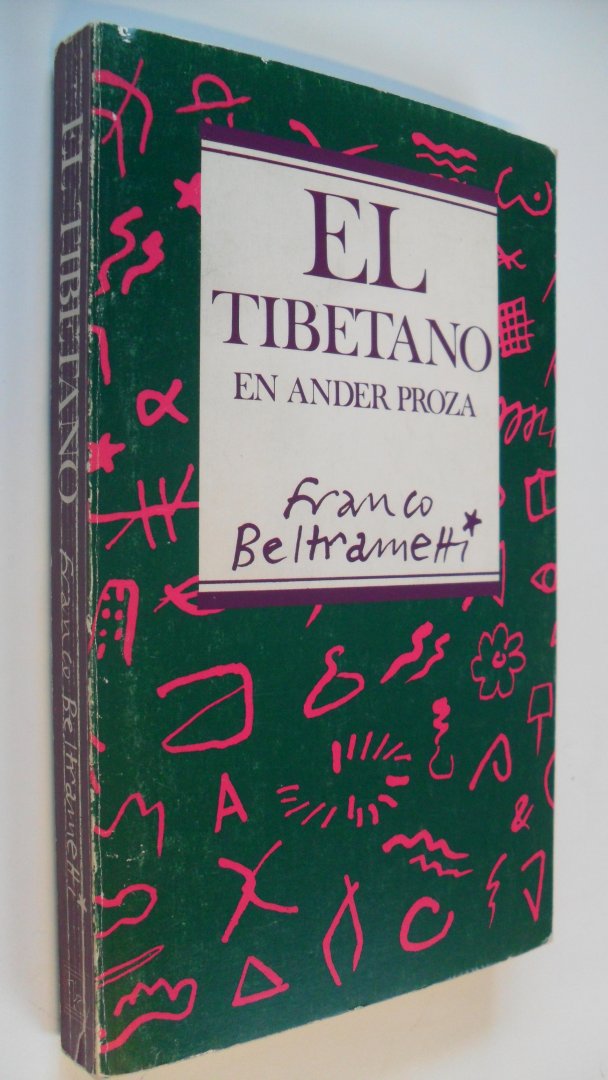 EL
TIBETANO
EN ANDER PROZA
Franco
Beltrametti
EL TIBETANO Franco Beltrametti
A
&